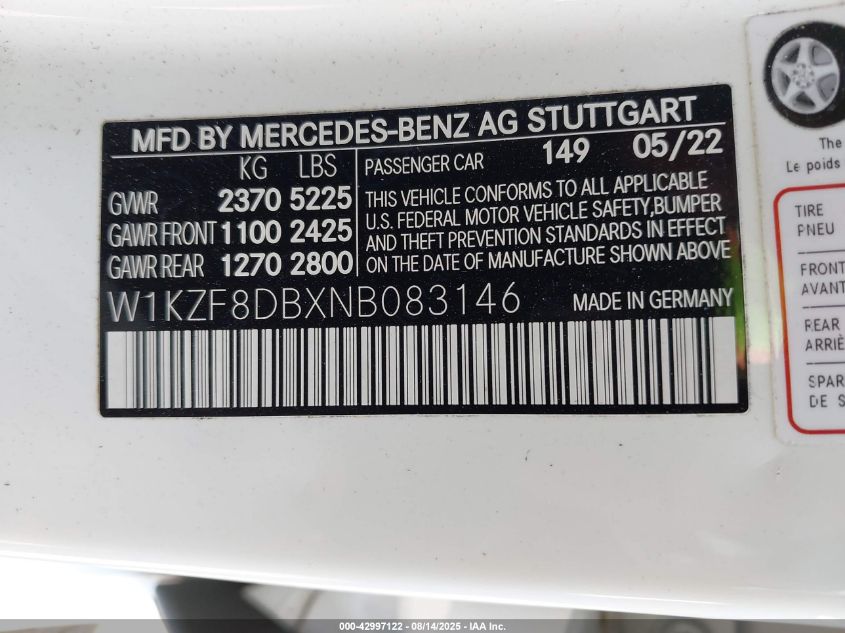 MFD BY MERCEDES-BENZ AG STUTTGART
KG LBS
GVWR 2370 5225
GAWR FRONT 1100 2425
GAWR REAR 1270 2800
PASSENGER CAR 149 05/22
THIS VEHICLE CONFORMS TO ALL APPLICABLE
U.S. FEDERAL MOTOR VEHICLE SAFETY, BUMPER
AND THEFT PREVENTION STANDARDS IN EFFECT
ON THE DATE OF MANUFACTURE SHOWN ABOVE
W1KZF8DBXNB083146 MADE IN GERMANY
The
Le poids
TIRE
PNEU
FRONT
AVANT
REAR
ARRIÈ
SPAR
DE S
000-42997122 - 08/14/2025 - IAA Inc.